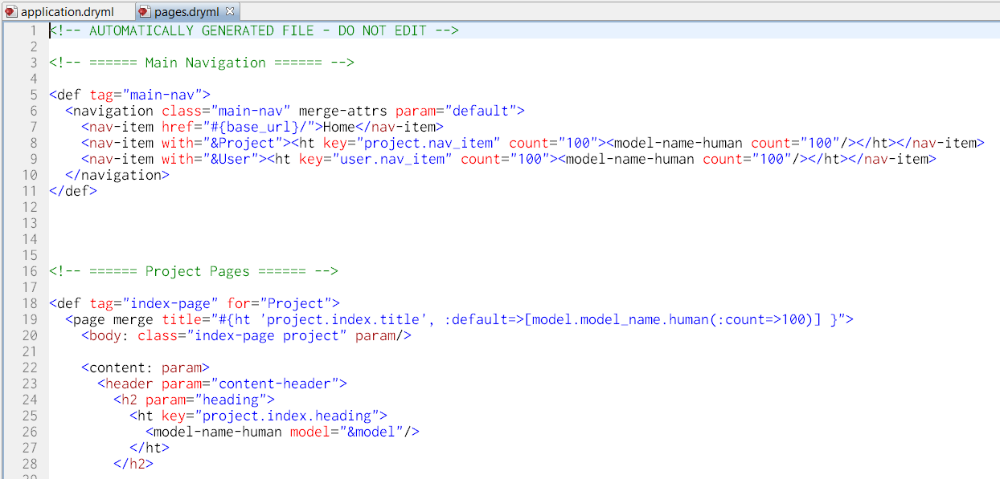 application.dryml pages.dryml
1 <!-- AUTOMATICALLY GENERATED FILE - DO NOT EDIT -->
2
3 <!-- ====== Main Navigation ====== -->
4
5 <def tag="main-nav">
6   <navigation class="main-nav" merge-attrs param="default">
7     <nav-item href="#{base_url}/">Home</nav-item>
8     <nav-item with="&Project"><ht key="project.nav_item" count="100"><model-name-human count="100"/></ht></nav-item>
9     <nav-item with="&User"><ht key="user.nav_item" count="100"><model-name-human count="100"/></ht></nav-item>
10   </navigation>
11 </def>
12
13
14
15
16 <!-- ====== Project Pages ====== -->
17
18 <def tag="index-page" for="Project">
19   <page merge title="#{ht 'project.index.title', :default=>[model.model_name.human(:count=>100)] }">
20     <body: class="index-page project" param/>
21
22     <content: param>
23       <header param="content-header">
24         <h2 param="heading">
25           <ht key="project.index.heading">
26             <model-name-human model="&model"/>
27           </ht>
28         </h2>